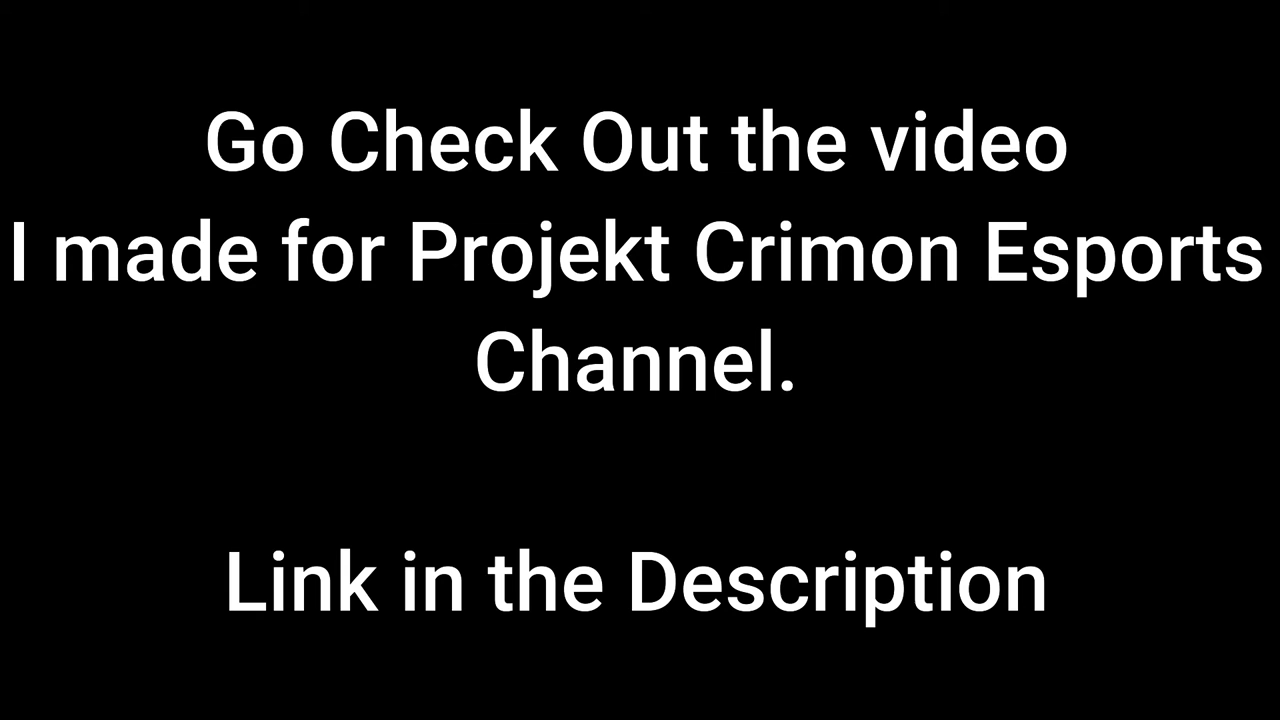 Go Check Out the video
I made for Projekt Crimon Esports
Channel.
Link in the Description